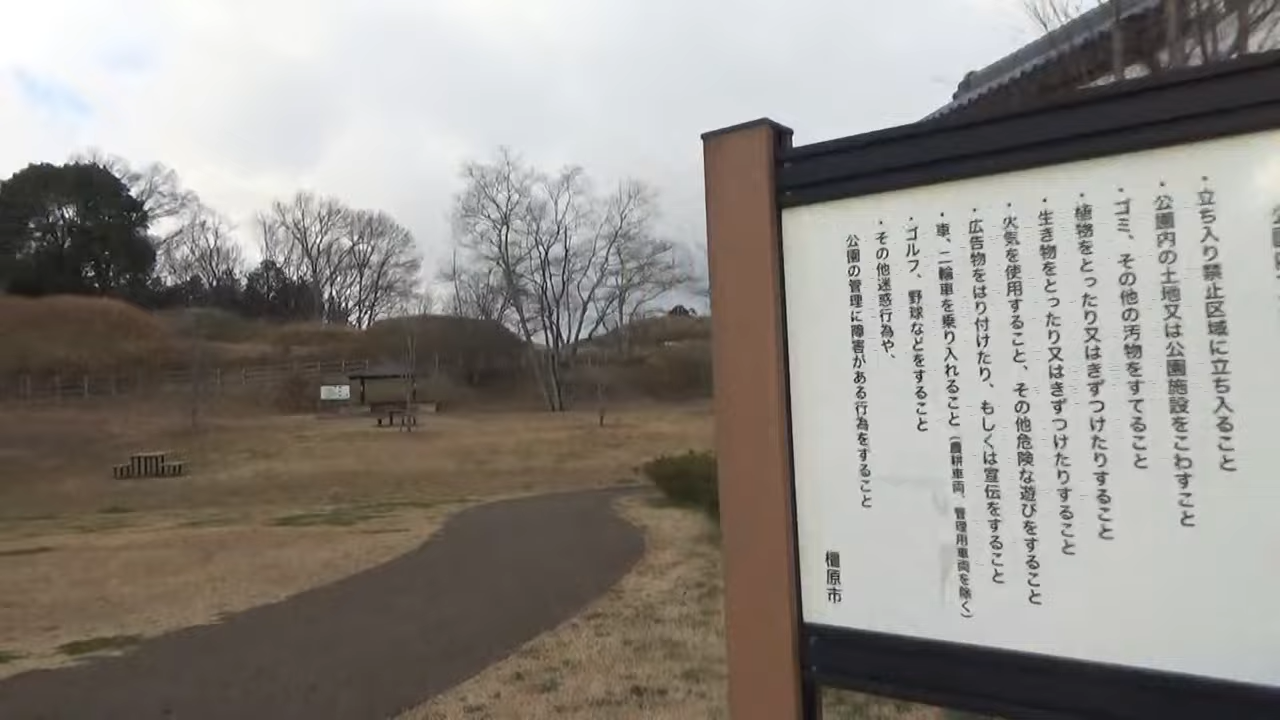 ・立ち入り禁止区域に立ち入ること
・公園内の土地又は公園施設をこわすこと
・ゴミ、その他の汚物をすてること
・植物をとったり又はきずつけたりすること
・生き物をとったり又はきずつけたりすること
・火気を使用すること、その他危険な遊びをすること
・広告物をはり付けたり、もしくは宣伝をすること
・車、二輪車を乗り入れること（農耕車両、管理用車両を除く）
・ゴルフ、野球などをすること
・その他迷惑行為や、
公園の管理に障害がある行為をすること
橿原市